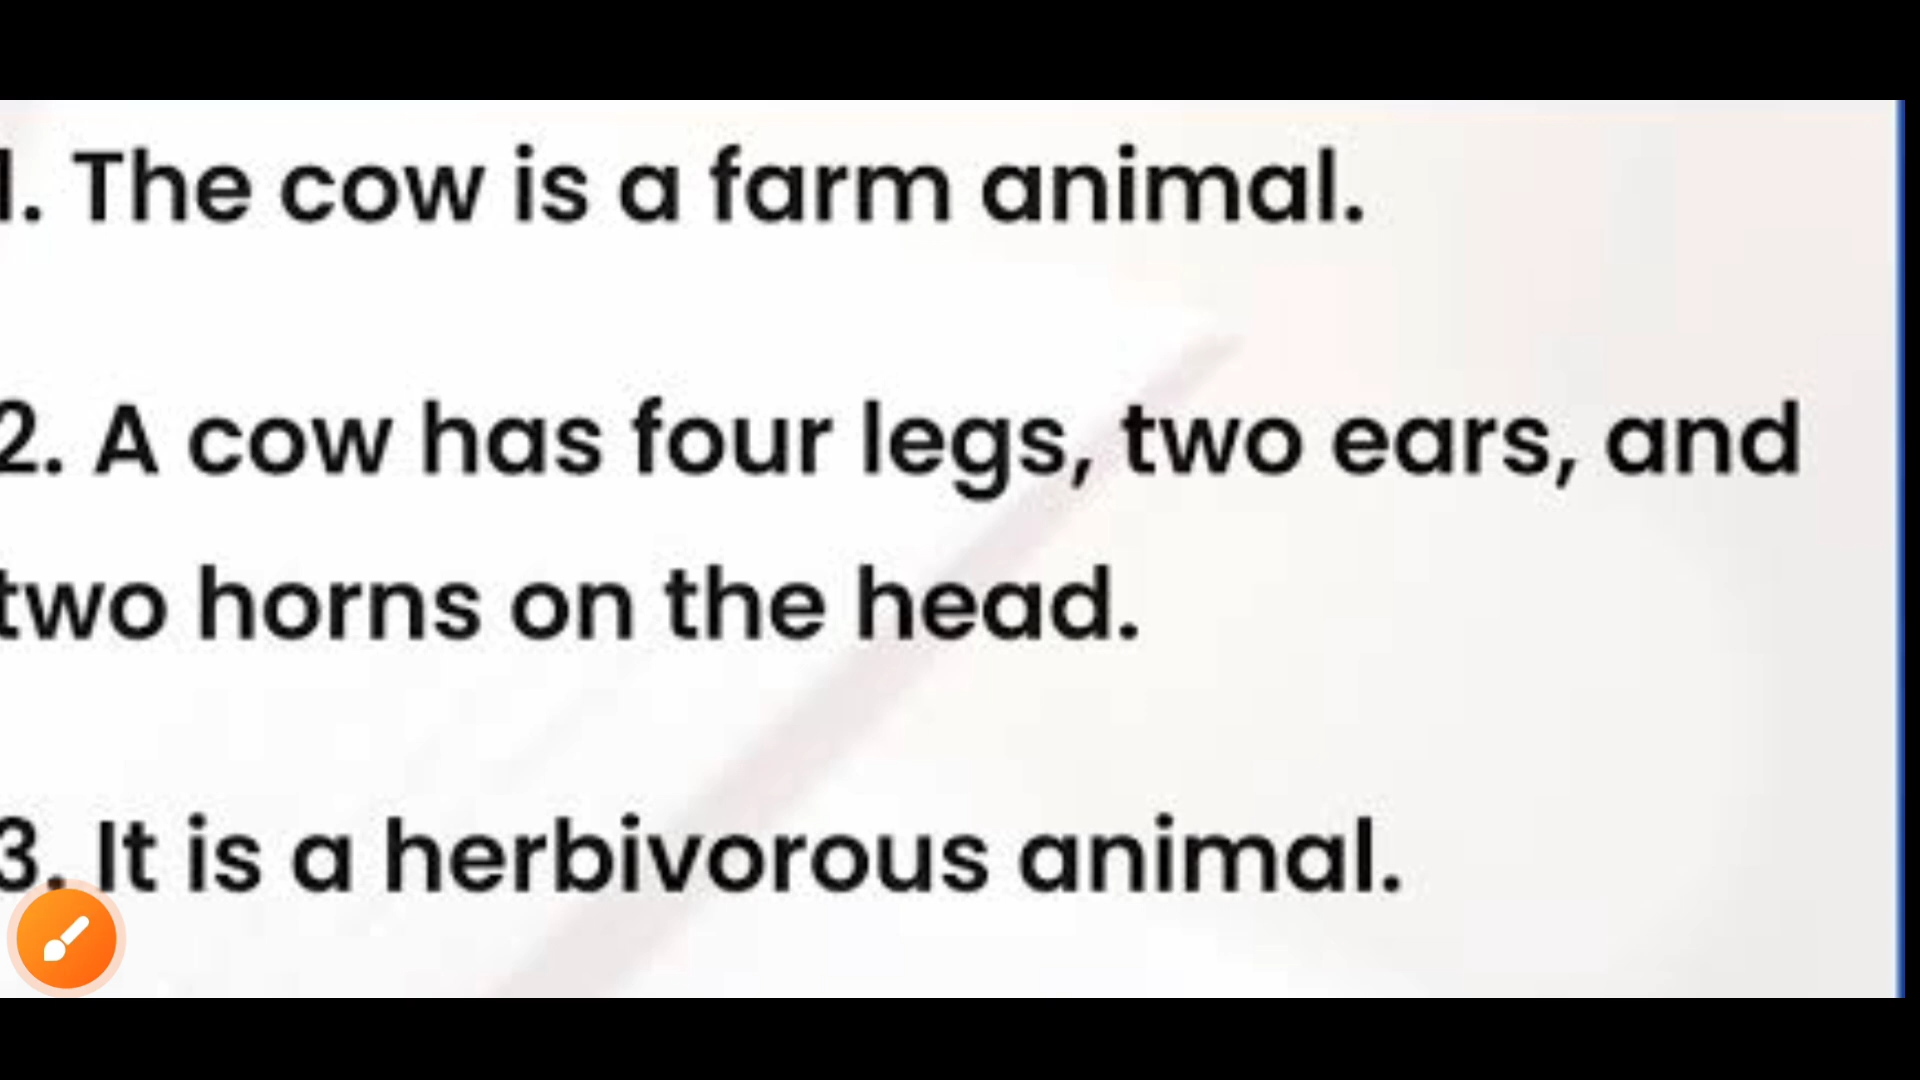 1. The cow is a farm animal.
2. A cow has four legs, two ears, and
two horns on the head.
3. It is a herbivorous animal.